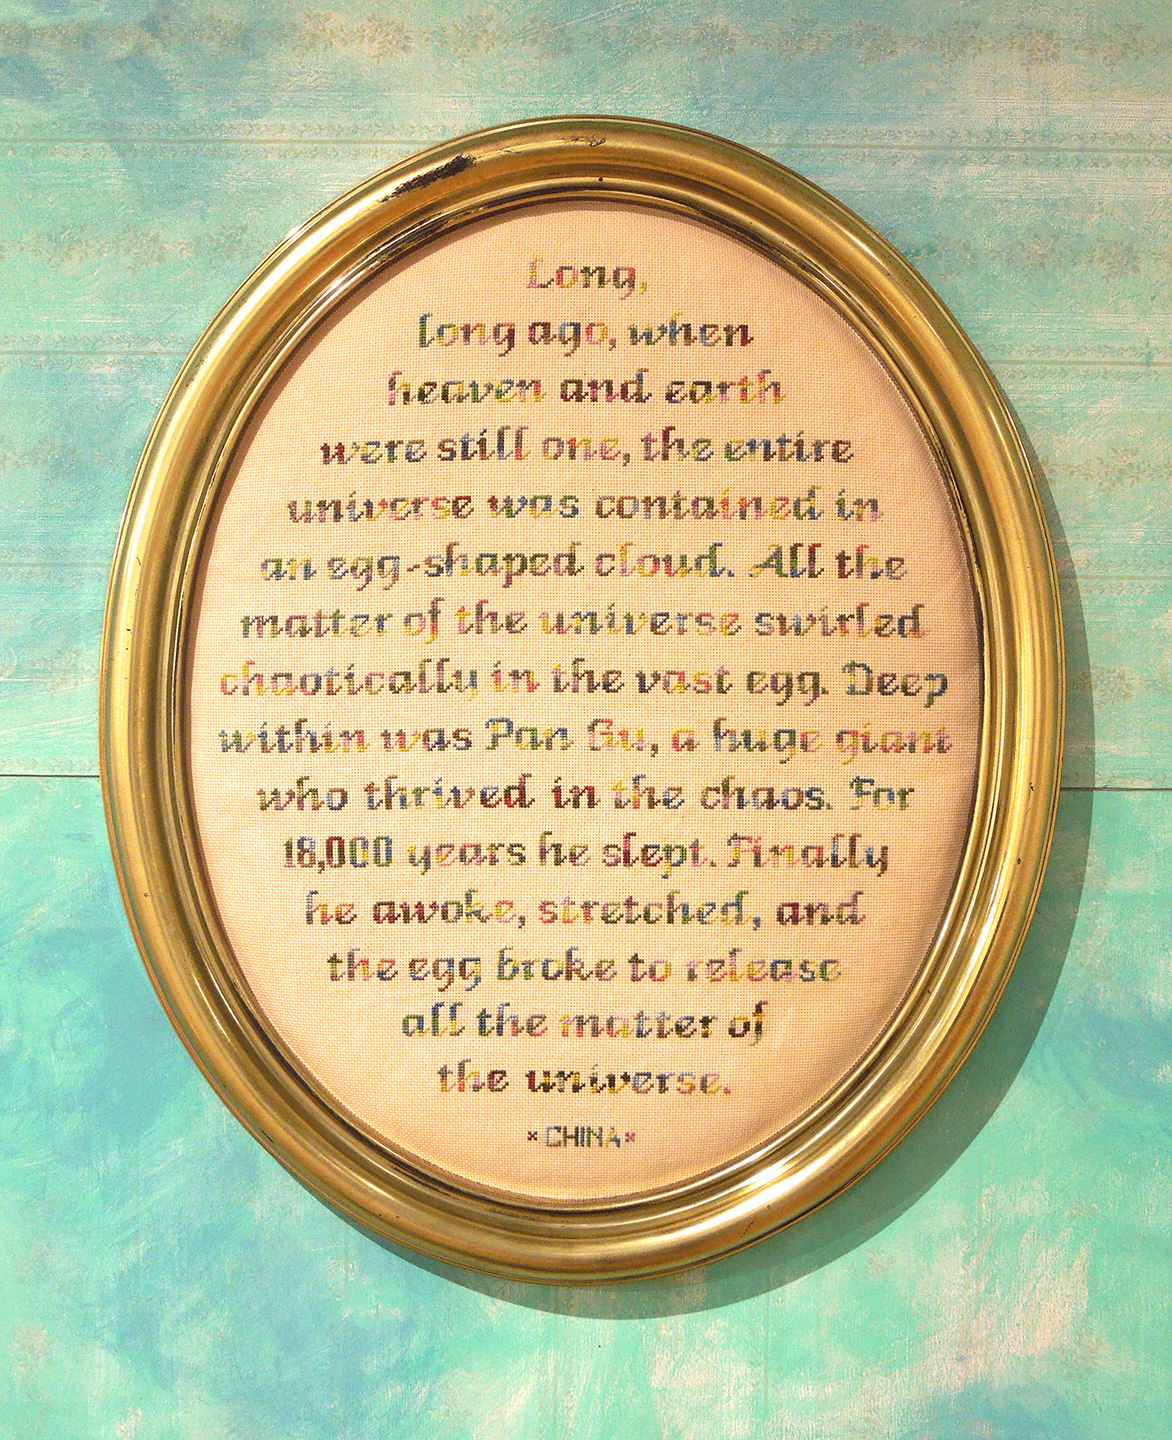 Long,
long ago, when
heaven and earth
were still one, the entire
universe was contained in
an egg-shaped cloud. All the
matter of the universe swirled
chaotically in the vast egg. Deep
within was Pan Gu, a huge giant
who thrived in the chaos. For
18,000 years he slept. Finally
he awoke, stretched, and
the egg broke to release
all the matter of
the universe.
*CHINA*